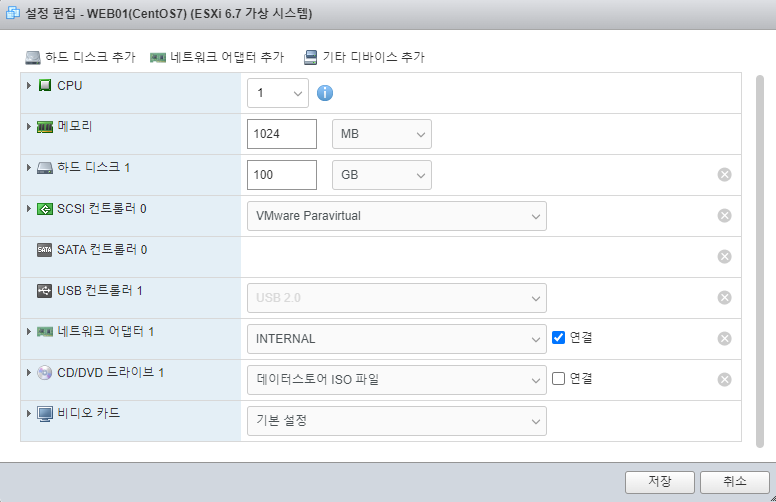 설정 편집 - WEB01(CentOS7) (ESXi 6.7 가상 시스템)
하드 디스크 추가 네트워크 어댑터 추가 기타 디바이스 추가
CPU 1
메모리 1024 MB
하드 디스크 1 100 GB
SCSI 컨트롤러 0 VMware Paravirtual
SATA SATA 컨트롤러 0
USB 컨트롤러 1 USB 2.0
네트워크 어댑터 1 INTERNAL 연결
CD/DVD 드라이브 1 데이터스토어 ISO 파일 연결
비디오 카드 기본 설정
저장 취소